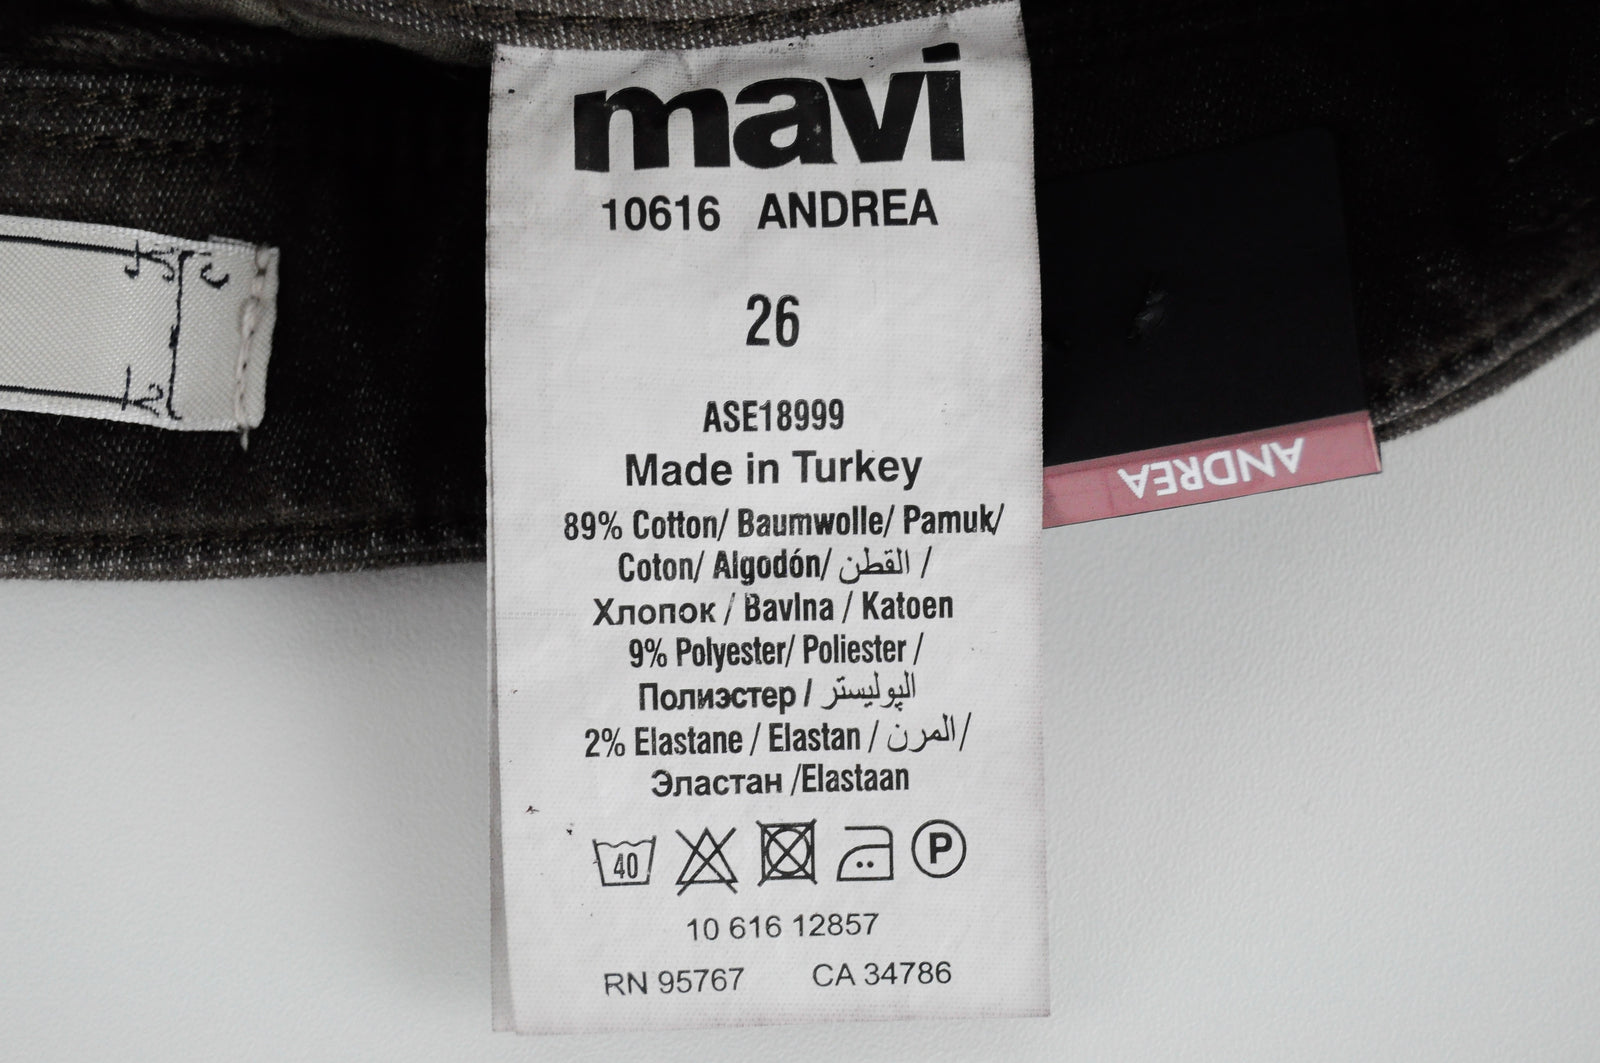 mavi
10616 ANDREA
26
ASE18999
Made in Turkey
89% Cotton/ Baumwolle/ Pamuk/
Coton/ Algodón/ القطن /
Хлопок / Bavlna / Katoen
9% Polyester/ Poliester /
Полиэстер / الپوليستر
2% Elastane / Elastan / المرن /
Эластан /Elastaan
40 P
10 616 12857
RN 95767 CA 34786
ANDREA